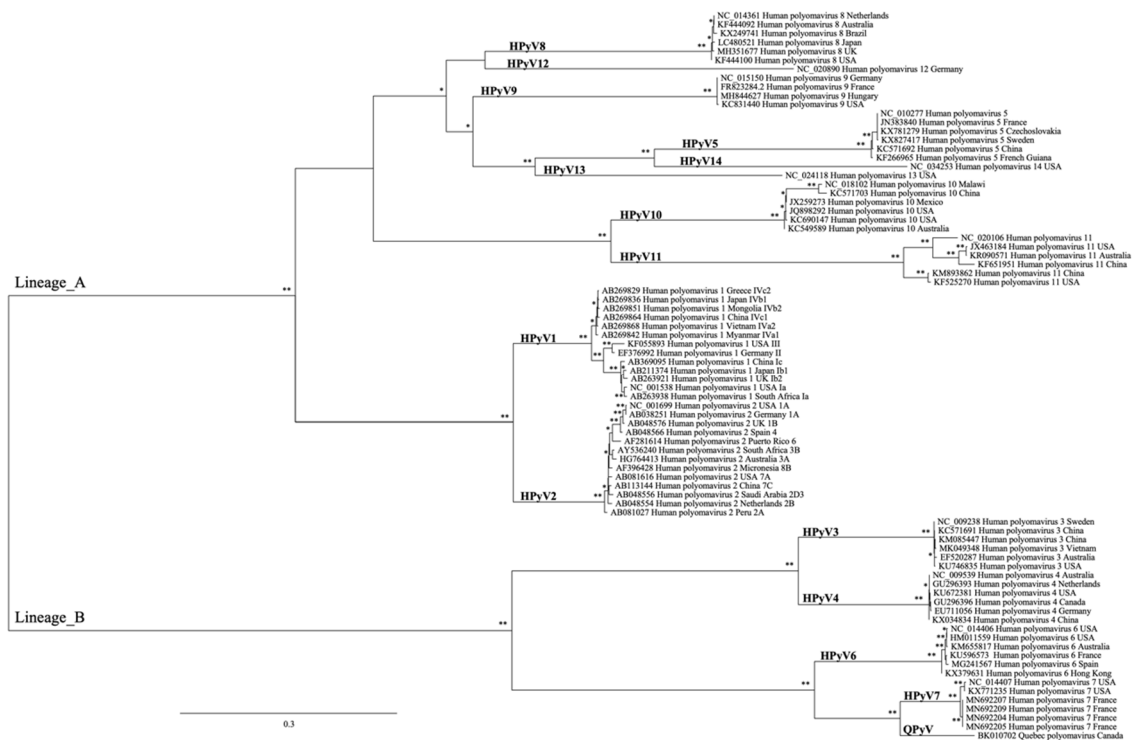 NC_014361 Human polyomavirus 8 Netherlands
KF444092 Human polyomavirus 8 Australia
KX249741 Human polyomavirus 8 Brazil
LC480521 Human polyomavirus 8 Japan
HPyV8
MH351677 Human polyomavirus 8 UK
KF444100 Human polyomavirus 8 USA
HPyV12
NC_020890 Human polyomavirus 12 Germany
NC_015150 Human polyomavirus 9 Germany
FR823284.2 Human polyomavirus 9 France
HPyV9
MH844627 Human polyomavirus 9 Hungary
KC831440 Human polyomavirus 9 USA
NC_010277 Human polyomavirus 5
JN383840 Human polyomavirus 5 France
KX781279 Human polyomavirus 5 Czechoslovakia
KX827417 Human polyomavirus 5 Sweden
HPyV5
KC571692 Human polyomavirus 5 China
KF266965 Human polyomavirus 5 French Guiana
HPyV14
NC_034253 Human polyomavirus 14 USA
HPyV13
NC_024118 Human polyomavirus 13 USA
NC_018102 Human polyomavirus 10 Malawi
KC571703 Human polyomavirus 10 China
JX259273 Human polyomavirus 10 Mexico
JQ898292 Human polyomavirus 10 USA
HPyV10
KC690147 Human polyomavirus 10 USA
KC549589 Human polyomavirus 10 Australia
NC_020106 Human polyomavirus 11
JX463184 Human polyomavirus 11 USA
HPyV11
KR090571 Human polyomavirus 11 Australia
KF651951 Human polyomavirus 11 China
KM893862 Human polyomavirus 11 China
KF525270 Human polyomavirus 11 USA
Lineage_A
AB269829 Human polyomavirus 1 Greece IVc2
AB269836 Human polyomavirus 1 Japan IVb1
AB269851 Human polyomavirus 1 Mongolia IVb2
AB269864 Human polyomavirus 1 China IVc1
AB269868 Human polyomavirus 1 Vietnam IVa2
AB269842 Human polyomavirus 1 Myanmar IVa1
HPyV1
KF055893 Human polyomavirus 1 USA III
EF376992 Human polyomavirus 1 Germany II
AB369095 Human polyomavirus 1 China Ic
AB211374 Human polyomavirus 1 Japan Ib1
AB263921 Human polyomavirus 1 UK Ib2
NC_001538 Human polyomavirus 1 USA Ia
AB263938 Human polyomavirus 1 South Africa Ia
NC_001699 Human polyomavirus 2 USA 1A
AB038251 Human polyomavirus 2 Germany 1A
AB048576 Human polyomavirus 2 UK 1B
AB048566 Human polyomavirus 2 Spain 4
AF281614 Human polyomavirus 2 Puerto Rico 6
AY536240 Human polyomavirus 2 South Africa 3B
HG764413 Human polyomavirus 2 Australia 3A
AF396428 Human polyomavirus 2 Micronesia 8B
AB081616 Human polyomavirus 2 USA 7A
AB113144 Human polyomavirus 2 China 7C
HPyV2
AB048556 Human polyomavirus 2 Saudi Arabia 2D3
AB048554 Human polyomavirus 2 Netherlands 2B
AB081027 Human polyomavirus 2 Peru 2A
NC_009238 Human polyomavirus 3 Sweden
HPyV3
KC571691 Human polyomavirus 3 China
KM085447 Human polyomavirus 3 China
MK049348 Human polyomavirus 3 Vietnam
EF520287 Human polyomavirus 3 Australia
KU746835 Human polyomavirus 3 USA
NC_009539 Human polyomavirus 4 Australia
GU296393 Human polyomavirus 4 Netherlands
KU672381 Human polyomavirus 4 USA
HPyV4
GU296396 Human polyomavirus 4 Canada
EU711056 Human polyomavirus 4 Germany
KX034834 Human polyomavirus 4 China
Lineage_B
NC_014406 Human polyomavirus 6 USA
HM011559 Human polyomavirus 6 USA
KM655817 Human polyomavirus 6 Australia
HPyV6
KU596573 Human polyomavirus 6 France
MG241567 Human polyomavirus 6 Spain
KX379631 Human polyomavirus 6 Hong Kong
NC_014407 Human polyomavirus 7 USA
KX771235 Human polyomavirus 7 USA
HPyV7
MN692207 Human polyomavirus 7 France
MN692209 Human polyomavirus 7 France
MN692204 Human polyomavirus 7 France
MN692205 Human polyomavirus 7 France
QPyV
BK010702 Quebec polyomavirus Canada
0.3